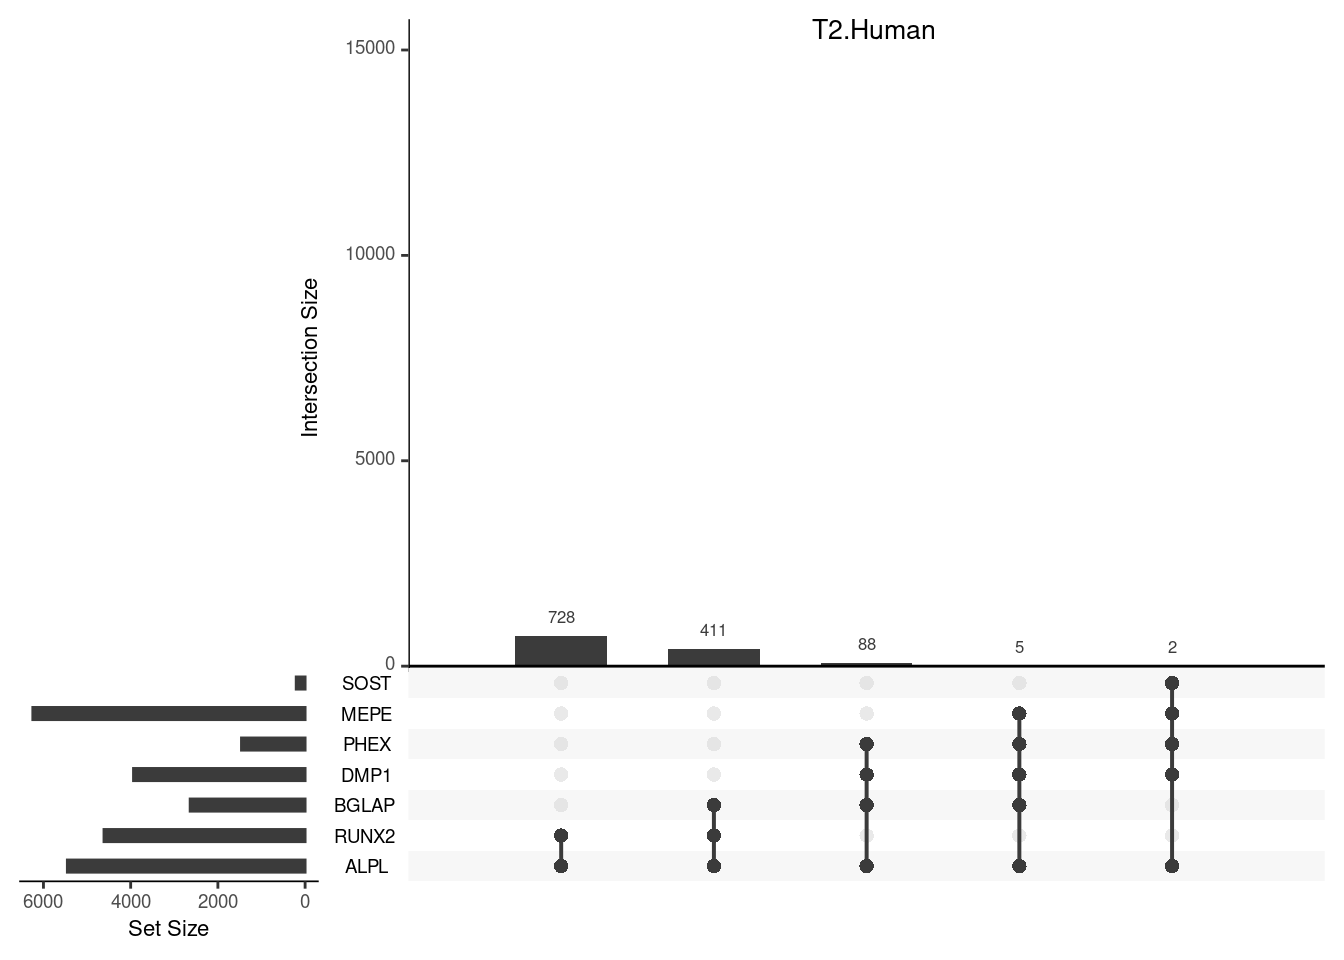 T2.Human
15000
10000
5000
0
Intersection Size
728
411
88
5
2
SOST
MEPE
PHEX
DMP1
BGLAP
RUNX2
ALPL
6000 4000 2000 0
Set Size